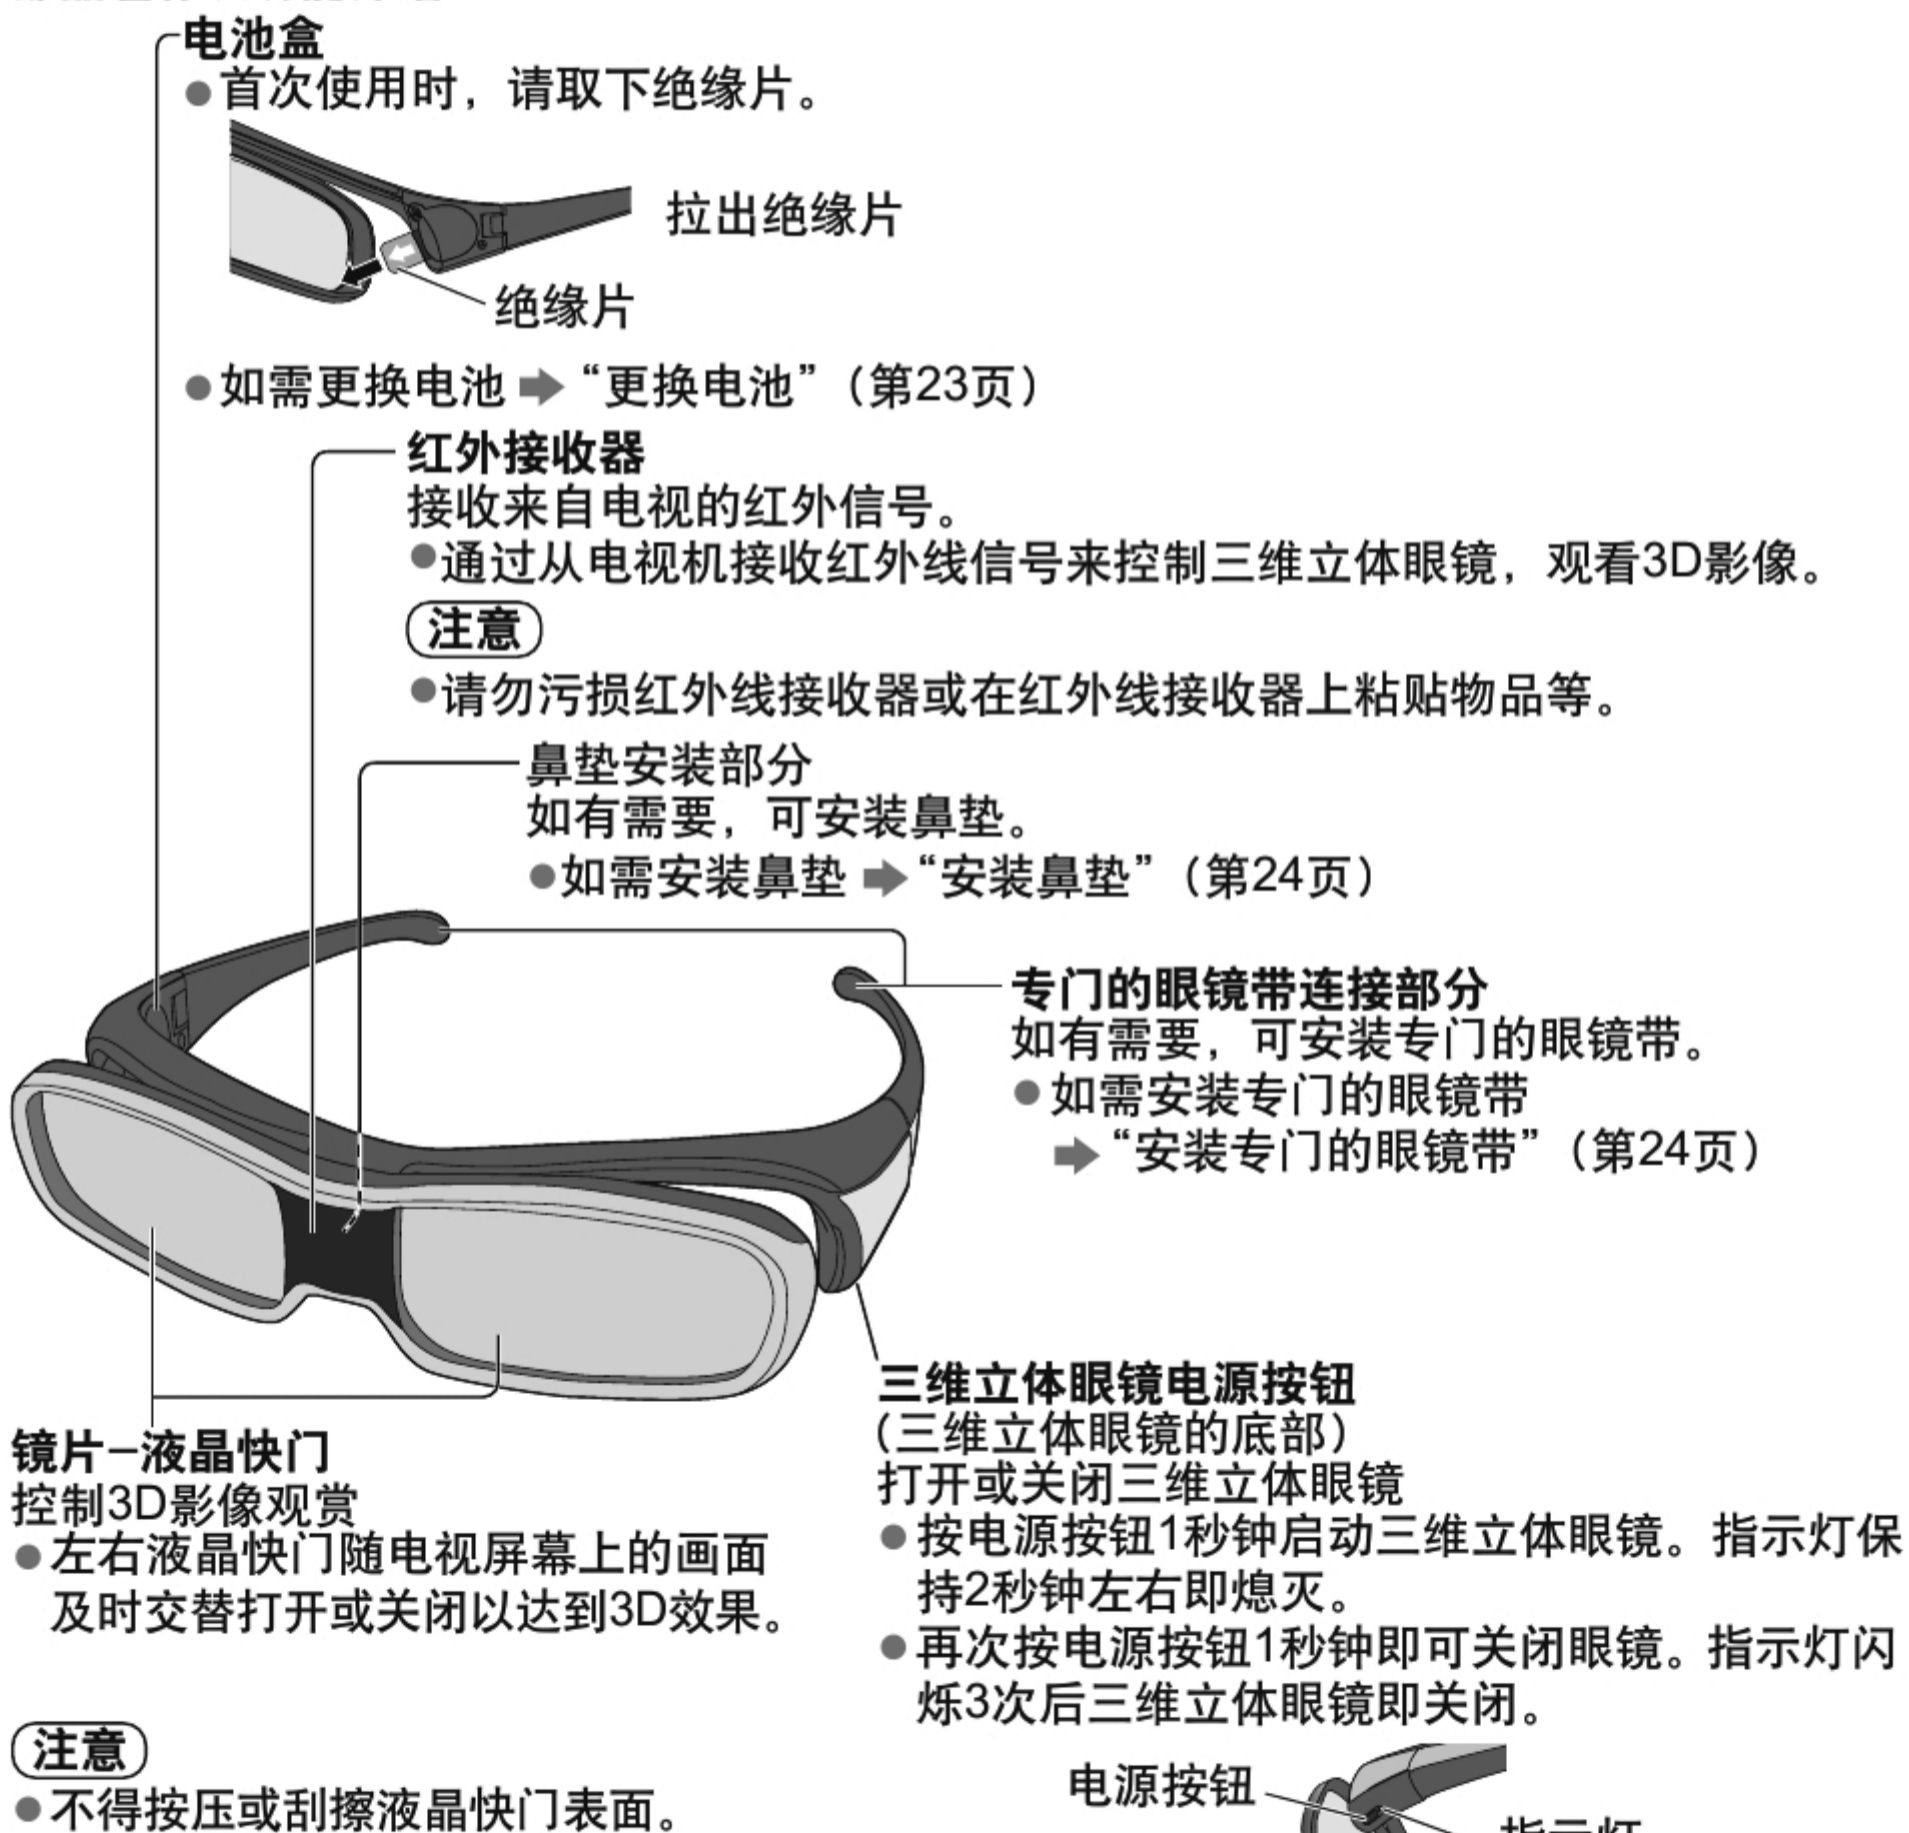 电池盒
●首次使用时，请取下绝缘片。
拉出绝缘片
绝缘片
●如需更换电池 ➡ “更换电池”（第23页）
红外接收器
接收来自电视的红外信号。
●通过从电视机接收红外线信号来控制三维立体眼镜，观看3D影像。
注意
●请勿污损红外线接收器或在红外线接收器上粘贴物品等。
鼻垫安装部分
如有需要，可安装鼻垫。
●如需安装鼻垫 ➡ “安装鼻垫”（第24页）
专门的眼镜带连接部分
如有需要，可安装专门的眼镜带。
●如需安装专门的眼镜带
➡ “安装专门的眼镜带”（第24页）
镜片-液晶快门
控制3D影像观赏
●左右液晶快门随电视屏幕上的画面
及时交替打开或关闭以达到3D效果。
注意
●不得按压或刮擦液晶快门表面。
三维立体眼镜电源按钮
（三维立体眼镜的底部）
打开或关闭三维立体眼镜
●按电源按钮1秒钟启动三维立体眼镜。指示灯保
持2秒钟左右即熄灭。
●再次按电源按钮1秒钟即可关闭眼镜。指示灯闪
烁3次后三维立体眼镜即关闭。
电源按钮
指示灯